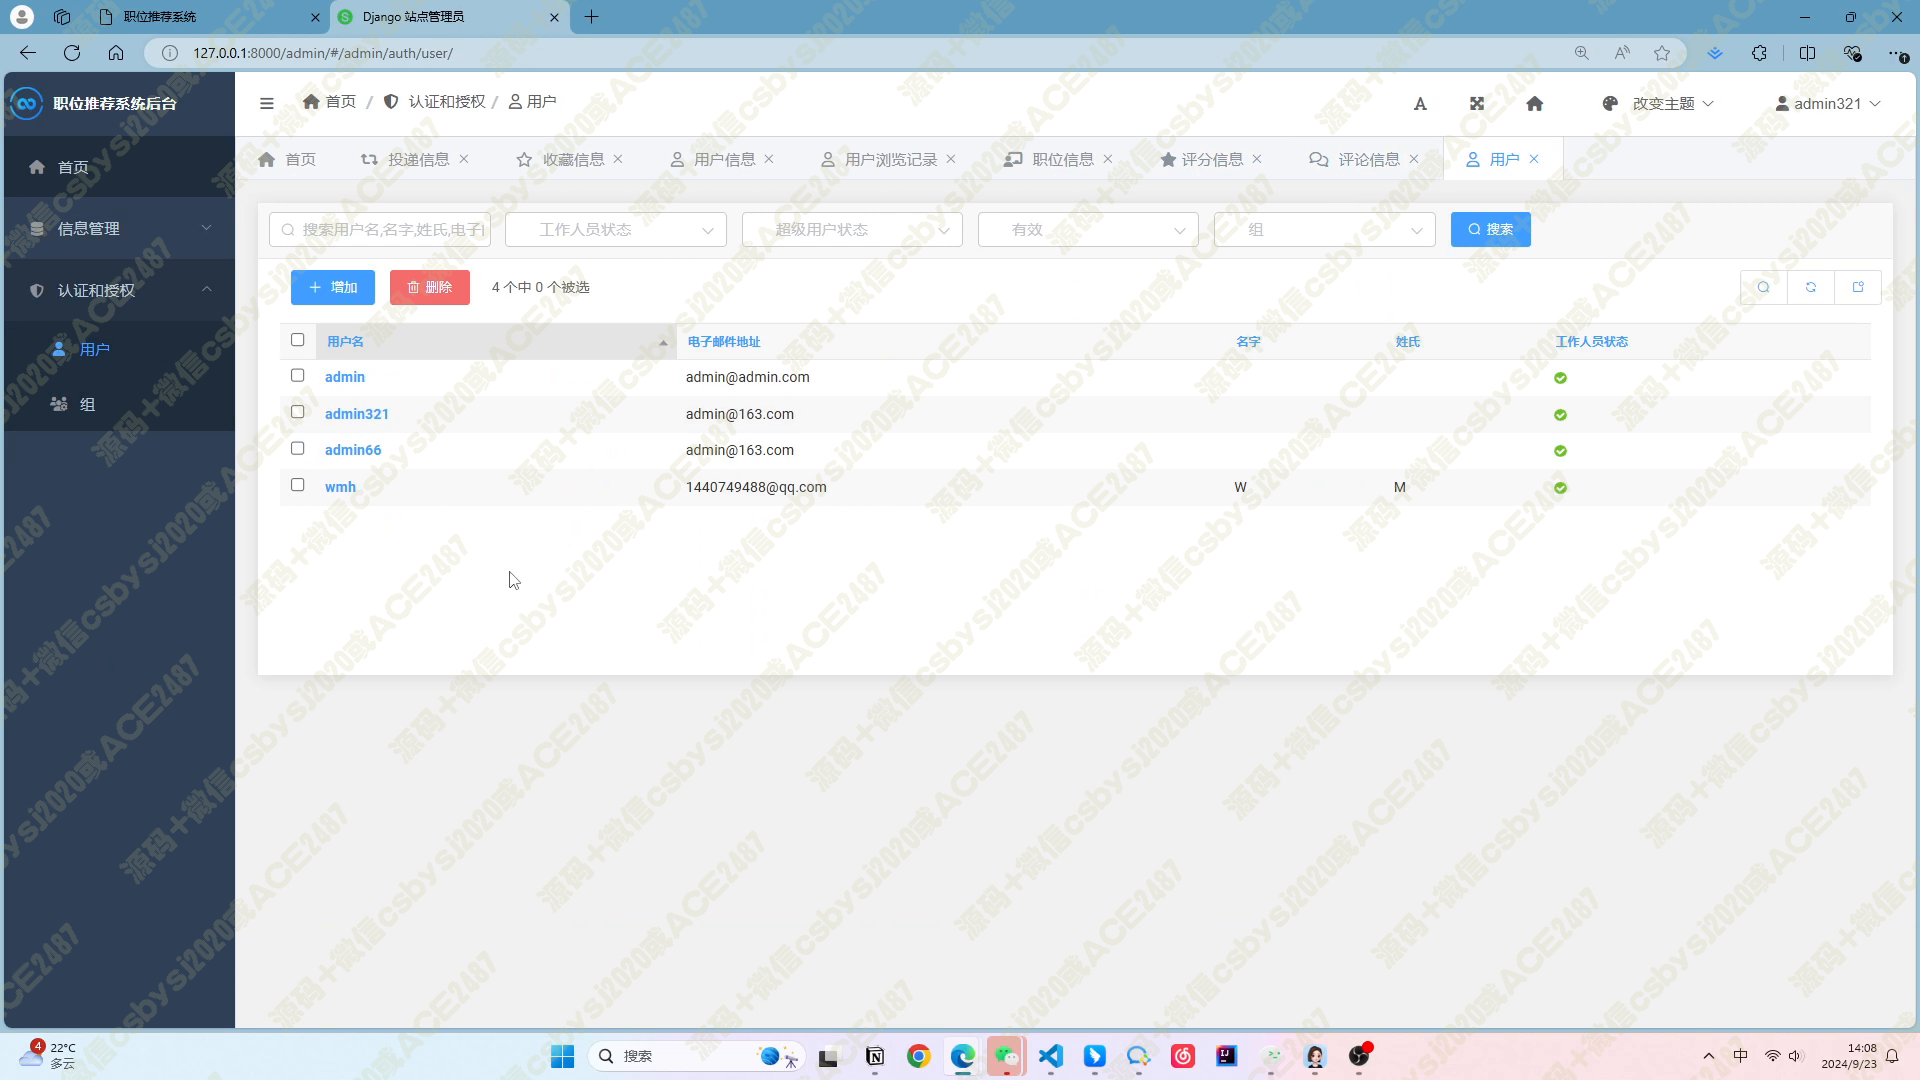 职位推荐系统
Django 站点管理员
127.0.0.1:8000/admin/#/admin/auth/user/
职位推荐系统后台
首页 / 认证和授权 / 用户
改变主题
admin321
首页
信息管理
认证和授权
用户
组
首页
投递信息
收藏信息
用户信息
用户浏览记录
职位信息
评分信息
评论信息
用户
搜索用户名,名字,姓氏,电子
工作人员状态
超级用户状态
有效
组
搜索
增加
删除
4 个中 0 个被选
用户名 电子邮件地址 名字 姓氏 工作人员状态
admin admin@admin.com
admin321 admin@163.com
admin66 admin@163.com
wmh 1440749488@qq.com W M
源码+微信csbysj2020或ACE2487
4
22°C
多云
搜索
中
14:08
2024/9/23